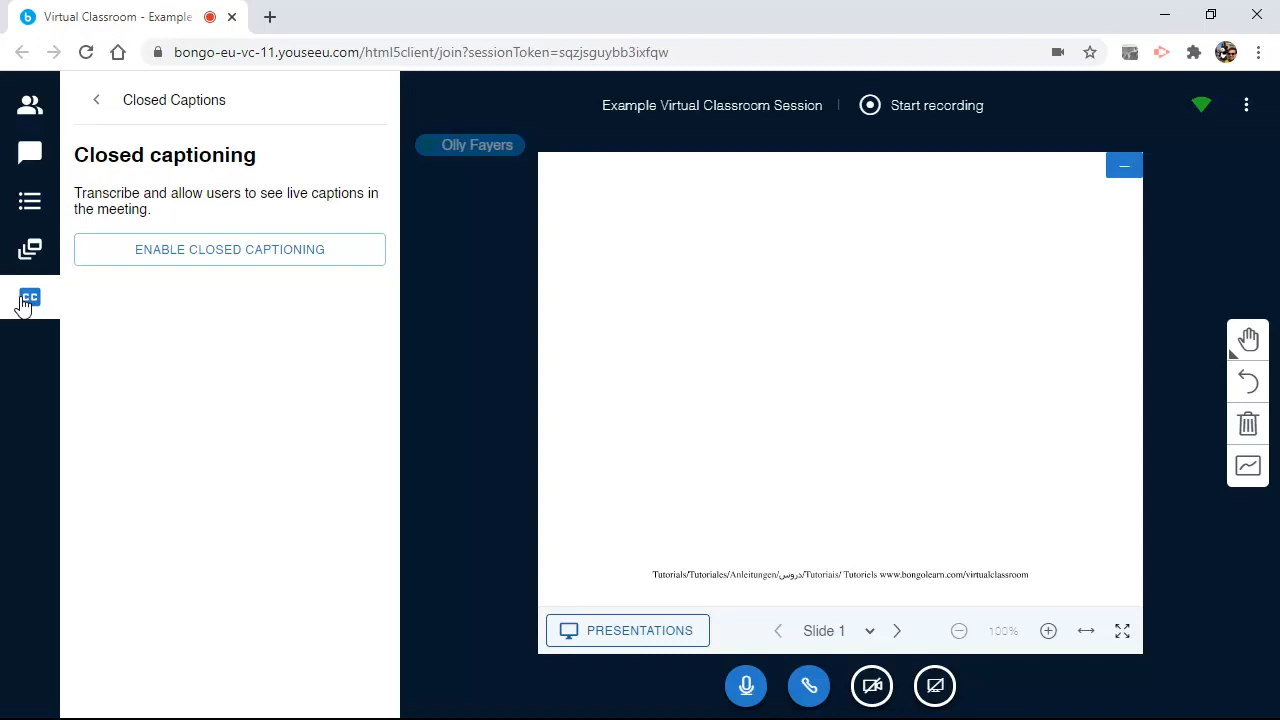 Virtual Classroom - Example
bongo-eu-vc-11.youseeu.com/html5client/join?sessionToken=sqzjsguybb3ixfqw
Closed Captions
Closed captioning
Transcribe and allow users to see live captions in
the meeting.
ENABLE CLOSED CAPTIONING
CC
Example Virtual Classroom Session
Start recording
Olly Fayers
Tutorials/Tutoriales/Anleitungen/دروس/Tutoriais/ Tutoriels www.bongolearn.com/virtualclassroom
PRESENTATIONS
Slide 1
100%